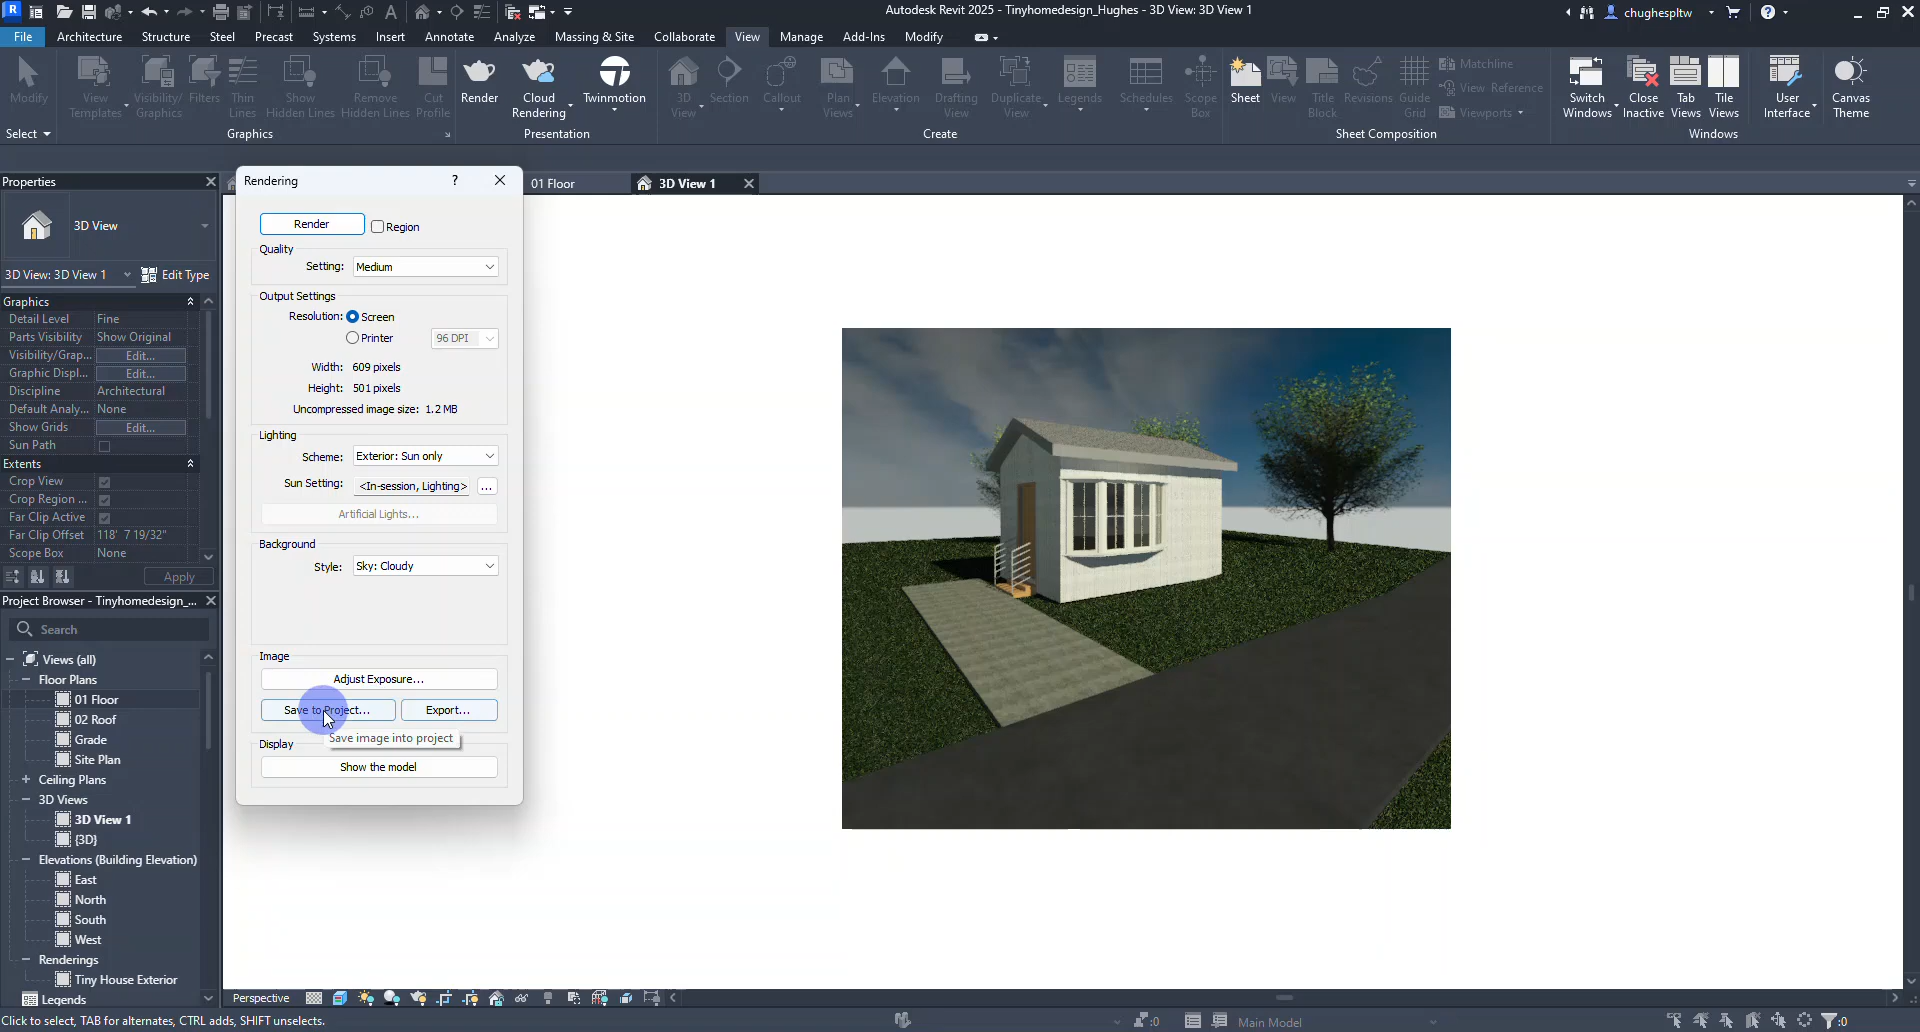 Autodesk Revit 2025 - Tinyhomedesign_Hughes - 3D View: 3D View 1
chughespltw
File Architecture Structure Steel Precast Systems Insert Annotate Analyze Massing & Site Collaborate View Manage Add-Ins Modify
Modify
View Templates
Visibility/ Graphics
Filters
Thin Lines
Show Hidden Lines
Remove Hidden Lines
Cut Profile
Render
Cloud Rendering
Twinmotion
3D View
Section
Callout
Plan Views
Elevation
Drafting View
Duplicate View
Legends
Schedules
Scope Box
Sheet
View
Title Block
Revisions
Guide Grid
Matchline
View Reference
Viewports
Switch Windows
Close Inactive
Tab Views
Tile Views
User Interface
Canvas Theme
Select Graphics Presentation Create Sheet Composition Windows
Properties
3D View
3D View: 3D View 1 Edit Type
Graphics
Detail Level Fine
Parts Visibility Show Original
Visibility/Grap... Edit...
Graphic Displ... Edit...
Discipline Architectural
Default Analy... None
Show Grids Edit...
Sun Path
Extents
Crop View
Crop Region ...
Far Clip Active
Far Clip Offset 118' 7 19/32"
Scope Box None
Apply
Project Browser - Tinyhomedesign_...
Search
Views (all)
Floor Plans
01 Floor
02 Roof
Grade
Site Plan
Ceiling Plans
3D Views
3D View 1
{3D}
Elevations (Building Elevation)
East
North
South
West
Renderings
Tiny House Exterior
Legends
Rendering ?
Render Region
Quality
Setting: Medium
Output Settings
Resolution: Screen
Printer 96 DPI
Width: 609 pixels
Height: 501 pixels
Uncompressed image size: 1.2 MB
Lighting
Scheme: Exterior: Sun only
Sun Setting: <In-session, Lighting> ...
Artificial Lights...
Background
Style: Sky: Cloudy
Image
Adjust Exposure...
Save to Project... Export...
Save image into project
Display
Show the model
01 Floor 3D View 1
Perspective
Click to select, TAB for alternates, CTRL adds, SHIFT unselects.
:0 Main Model :0